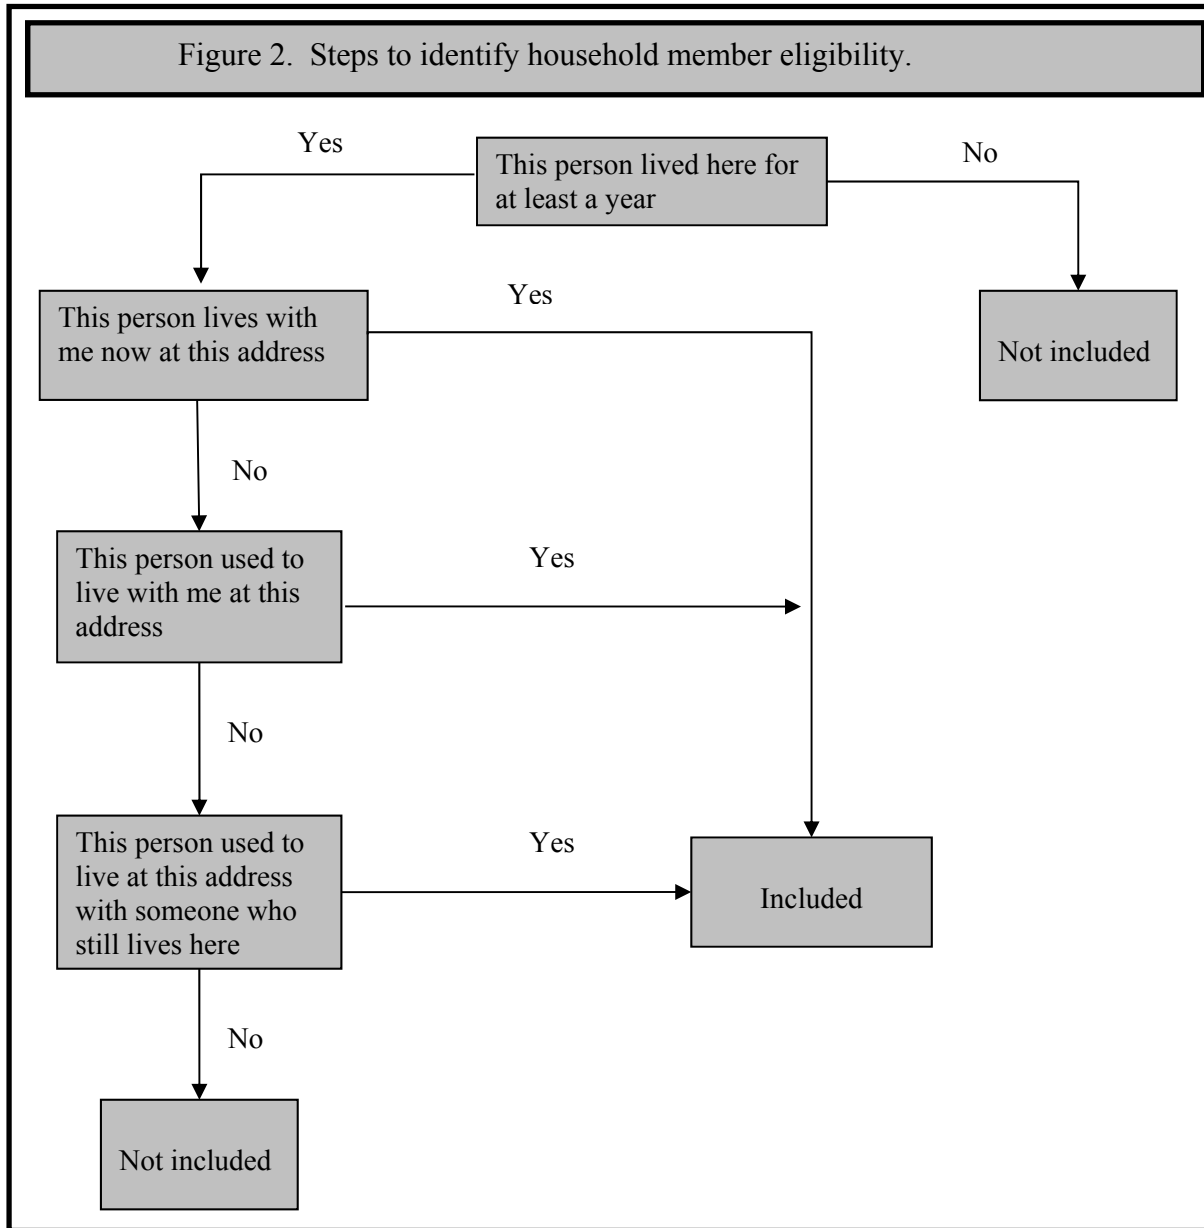 Figure 2.  Steps to identify household member eligibility.
Yes
This person lived here for
at least a year
No
This person lives with
me now at this address
Yes
Not included
No
This person used to
live with me at this
address
Yes
No
This person used to
live at this address
with someone who
still lives here
Yes
Included
No
Not included